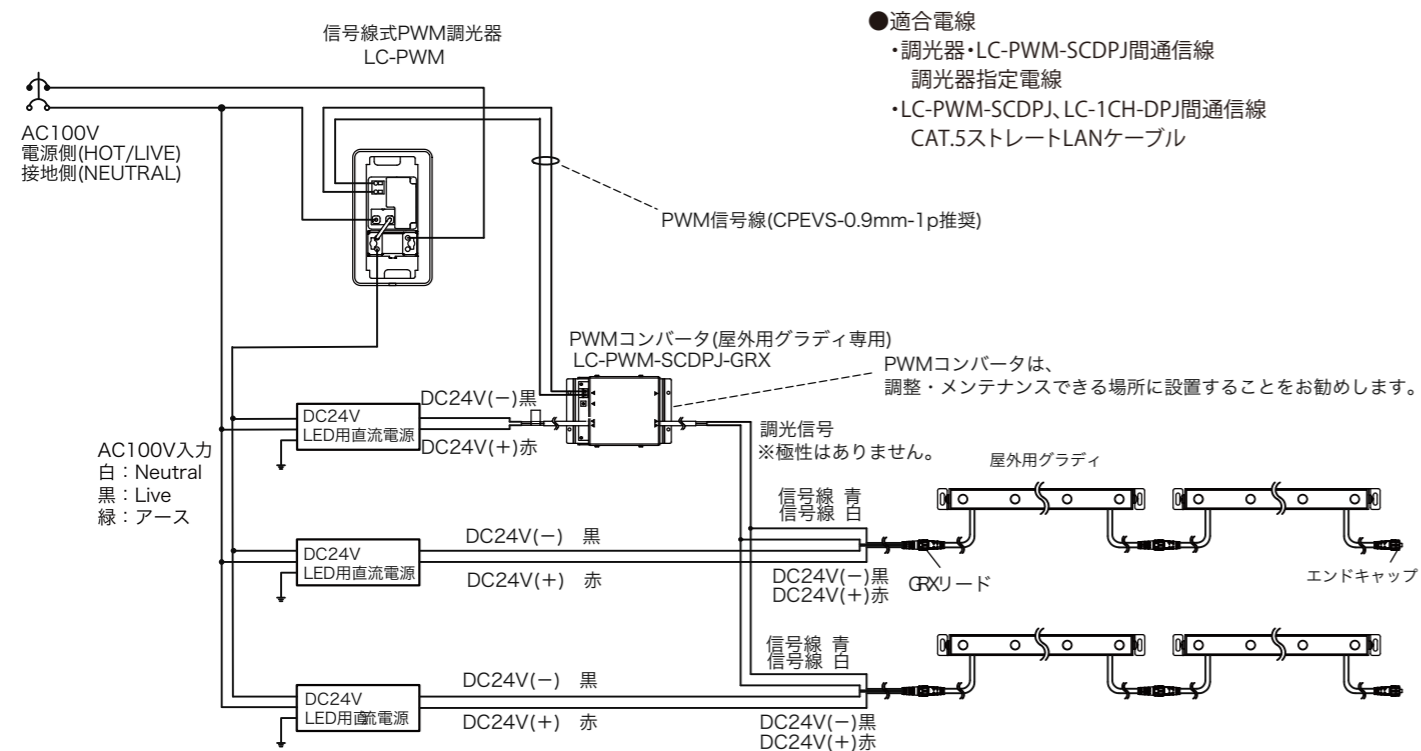 信号線式PWM調光器
LC-PWM
●適合電線
・調光器・LC-PWM-SCDPJ間通信線
調光器指定電線
・LC-PWM-SCDPJ、LC-1CH-DPJ間通信線
CAT.5ストレートLANケーブル
AC100V
電源側(HOT/LIVE)
接地側(NEUTRAL)
PWM信号線(CPEVS-0.9mm-1p推奨)
PWMコンバータ(屋外用グラディ専用)
LC-PWM-SCDPJ-GRX
PWMコンバータは、
調整・メンテナンスできる場所に設置することをお勧めします。
DC24V(−)黒
DC24V
LED用直流電源
DC24V(+)赤
AC100V入力
白：Neutral
黒：Live
緑：アース
調光信号
※極性はありません。
屋外用グラディ
信号線 青
信号線 白
DC24V(−) 黒
DC24V
LED用直流電源
DC24V(+) 赤
DC24V(−)黒
DC24V(+)赤
GRXリード
エンドキャップ
信号線 青
信号線 白
DC24V(−) 黒
DC24V
LED用直流電源
DC24V(+) 赤
DC24V(−)黒
DC24V(+)赤